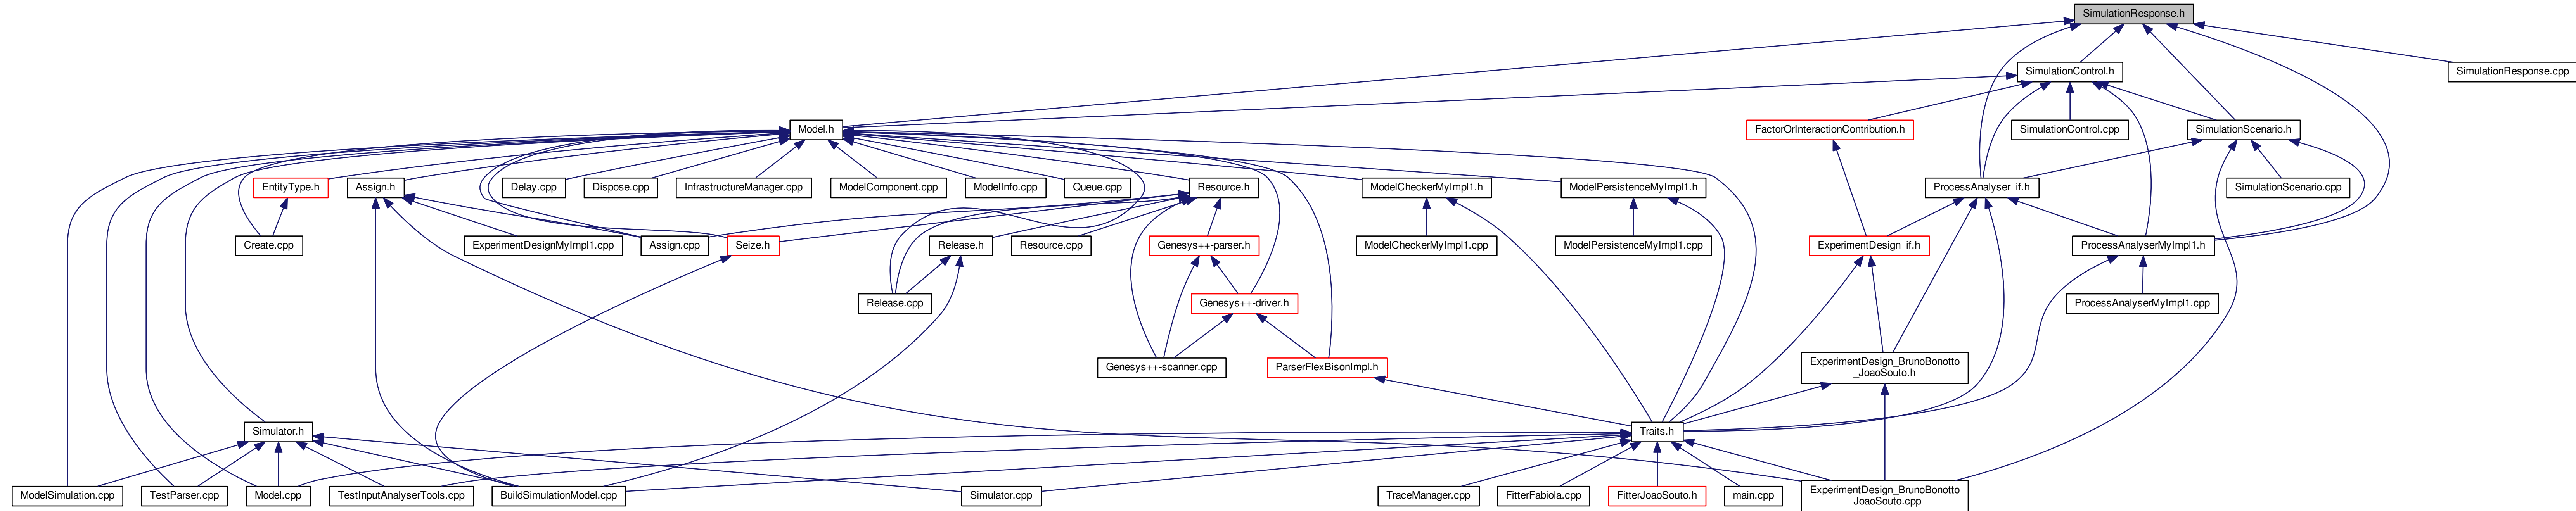 SimulationResponse.h
SimulationControl.h
SimulationResponse.cpp
Model.h
FactorOrInteractionContribution.h
SimulationControl.cpp
SimulationScenario.h
EntityType.h
Assign.h
Delay.cpp
Dispose.cpp
InfrastructureManager.cpp
ModelComponent.cpp
ModelInfo.cpp
Queue.cpp
Resource.h
ModelCheckerMyImpl1.h
ModelPersistenceMyImpl1.h
ProcessAnalyser_if.h
SimulationScenario.cpp
Create.cpp
ExperimentDesignMyImpl1.cpp
Assign.cpp
Seize.h
Release.h
Resource.cpp
Genesys++-parser.h
ModelCheckerMyImpl1.cpp
ModelPersistenceMyImpl1.cpp
ExperimentDesign_if.h
ProcessAnalyserMyImpl1.h
Release.cpp
Genesys++-driver.h
ProcessAnalyserMyImpl1.cpp
Genesys++-scanner.cpp
ParserFlexBisonImpl.h
ExperimentDesign_BrunoBonotto
_JoaoSouto.h
Simulator.h
Traits.h
ModelSimulation.cpp
TestParser.cpp
Model.cpp
TestInputAnalyserTools.cpp
BuildSimulationModel.cpp
Simulator.cpp
TraceManager.cpp
FitterFabiola.cpp
FitterJoaoSouto.h
main.cpp
ExperimentDesign_BrunoBonotto
_JoaoSouto.cpp